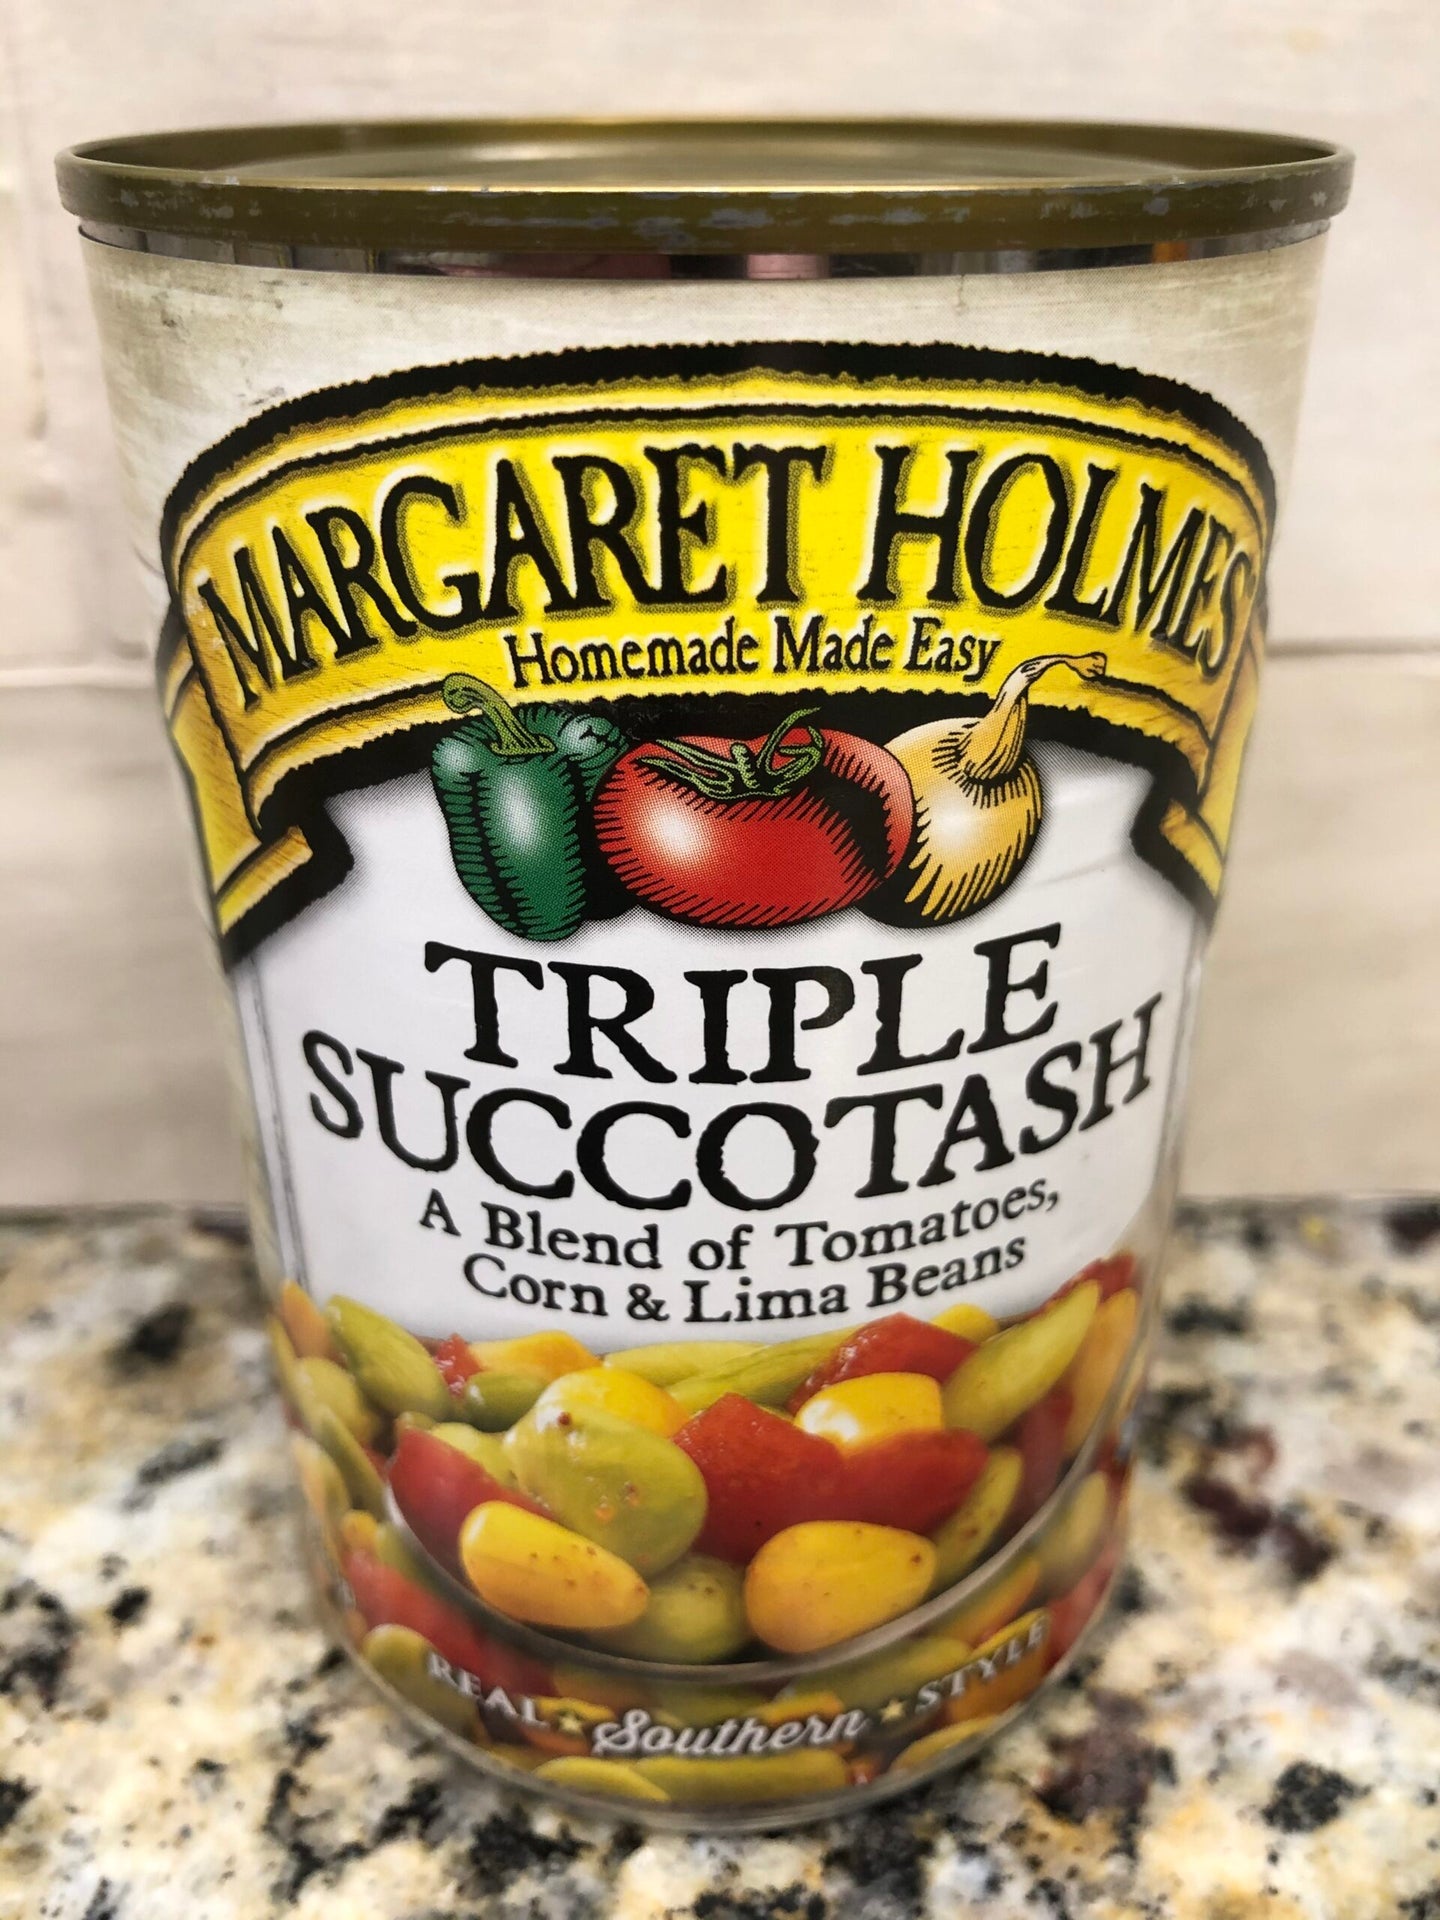 MARGARET HOLMES
Homemade Made Easy
TRIPLE
SUCCOTASH
A Blend of Tomatoes,
Corn & Lima Beans
REAL ★ Southern ★ STYLE